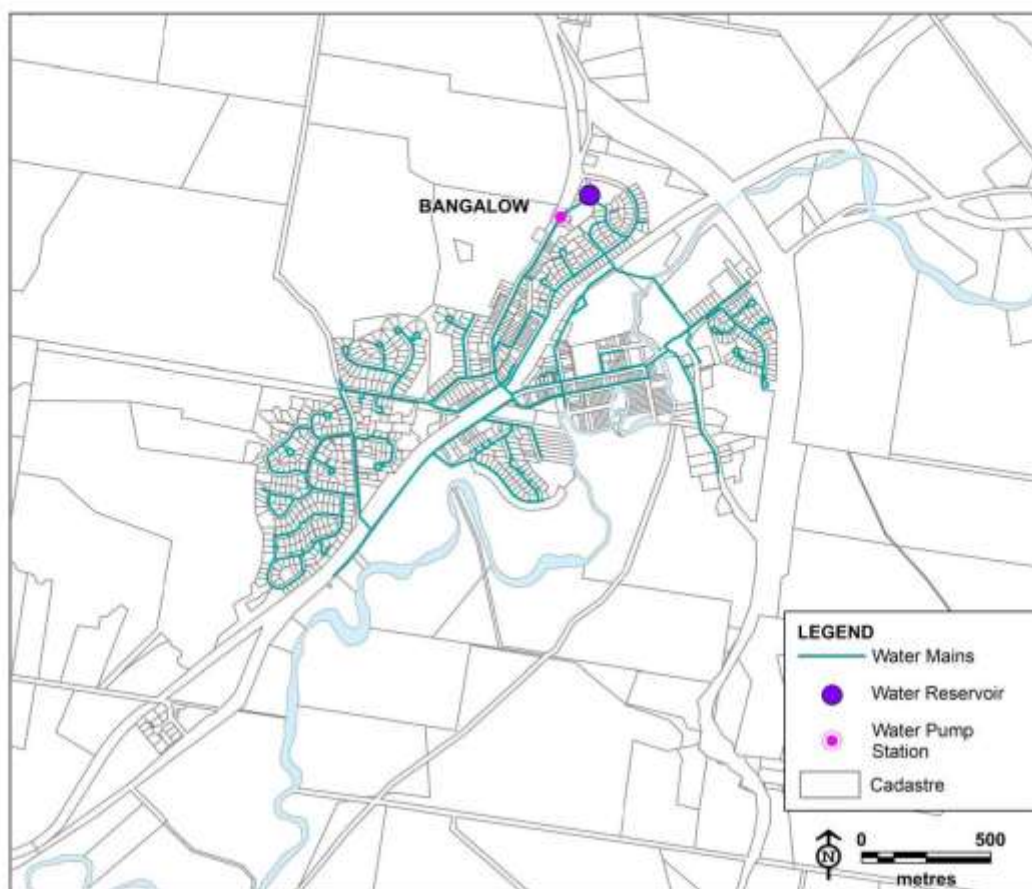 BANGALOW
LEGEND
Water Mains
Water Reservoir
Water Pump
Station
Cadastre
N
0 500
metres